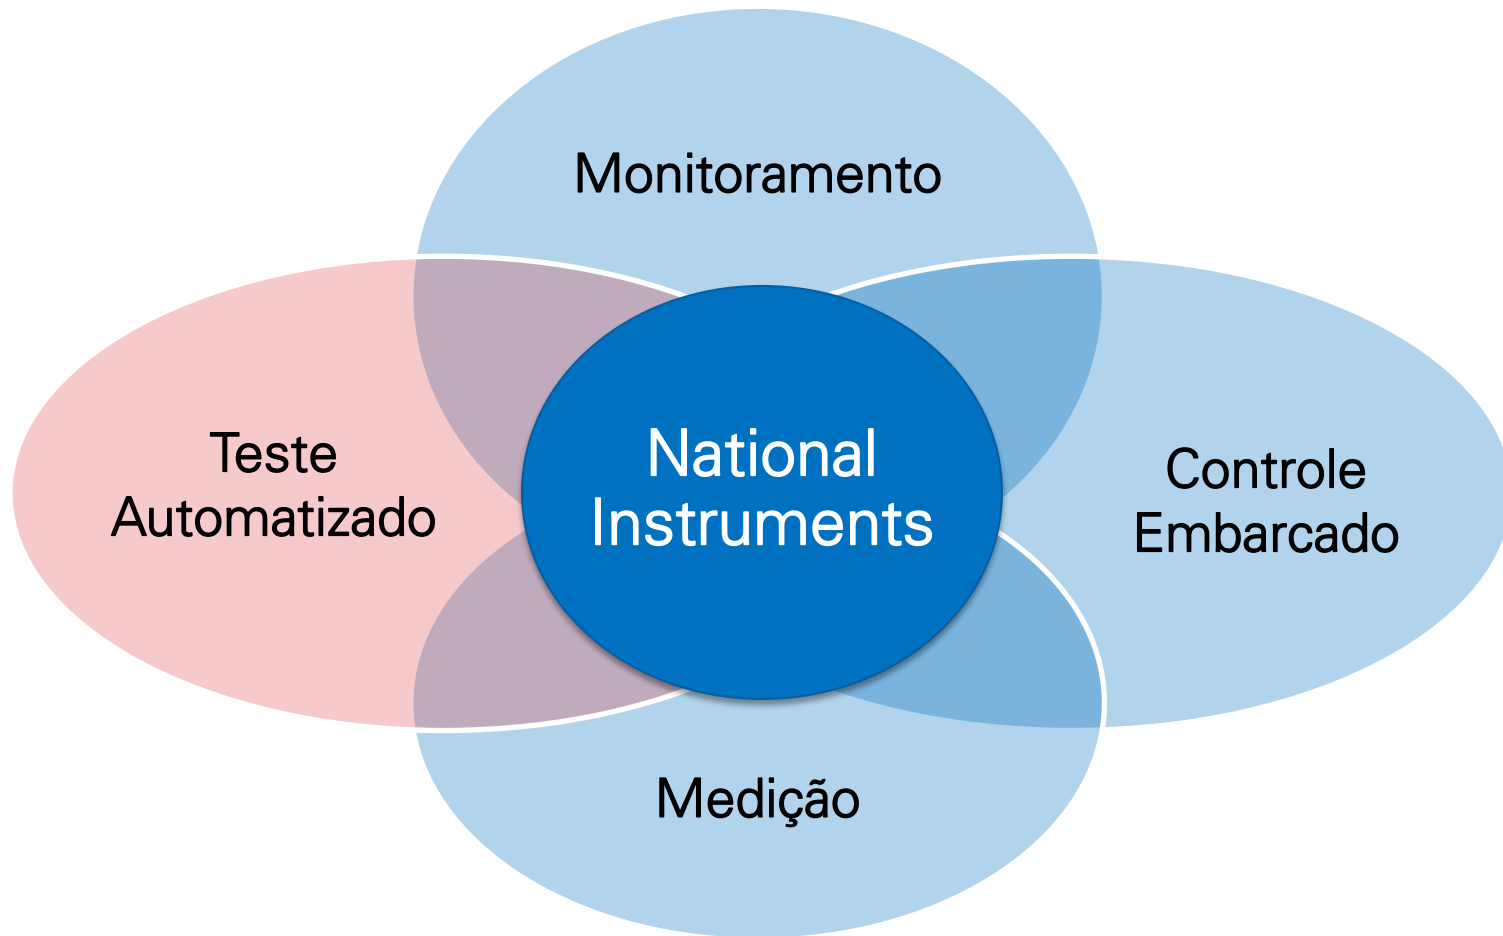 Monitoramento
Teste
Automatizado
National
Instruments
Controle
Embarcado
Medição